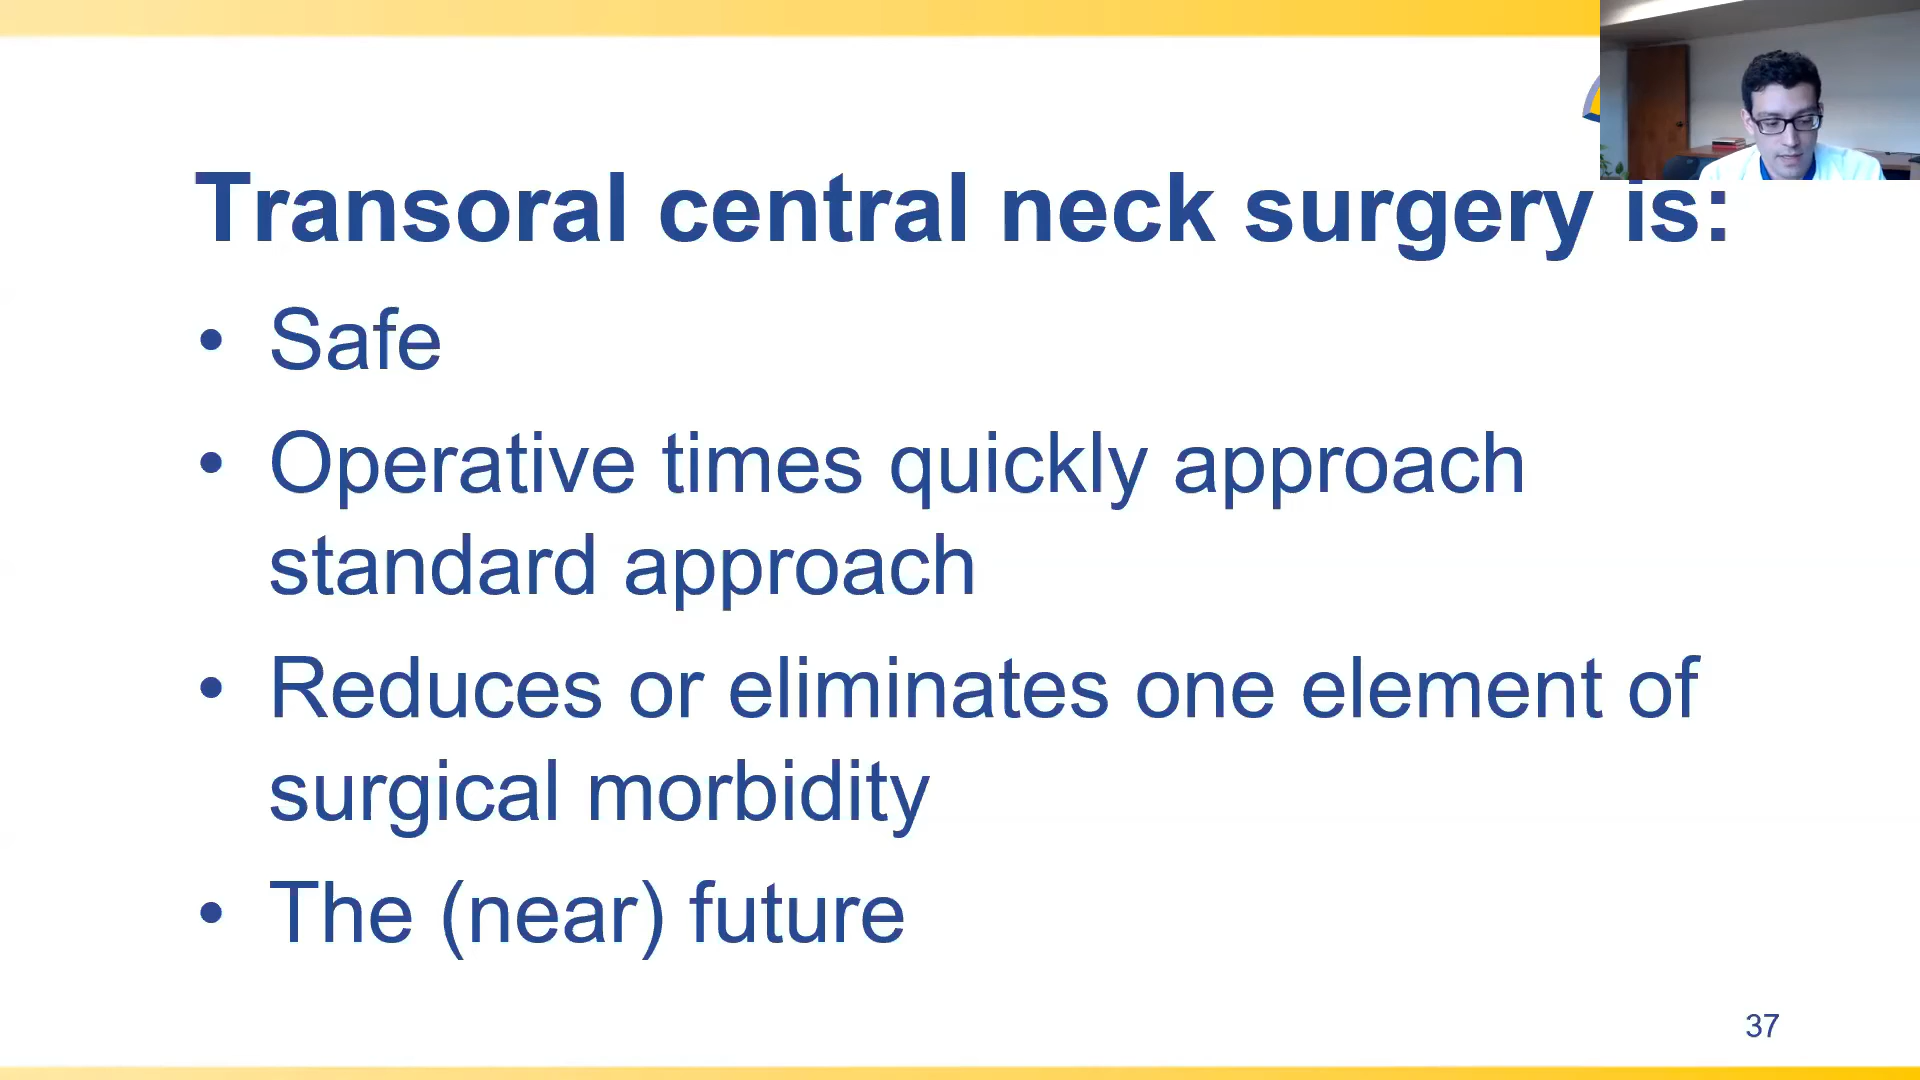 Transoral central neck surgery is:
• Safe
• Operative times quickly approach
standard approach
• Reduces or eliminates one element of
surgical morbidity
• The (near) future
37